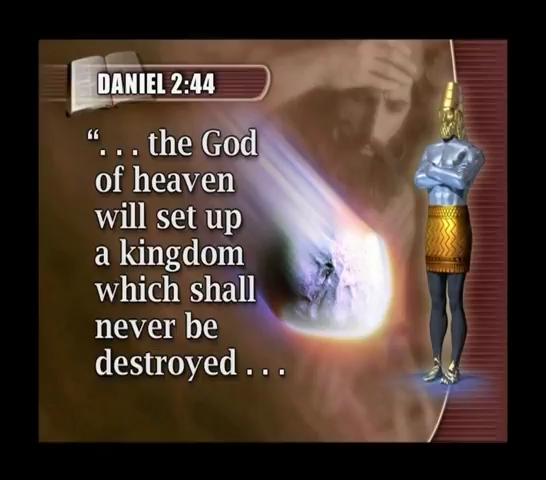 DANIEL 2:44
“. . . the God
of heaven
will set up
a kingdom
which shall
never be
destroyed . . .